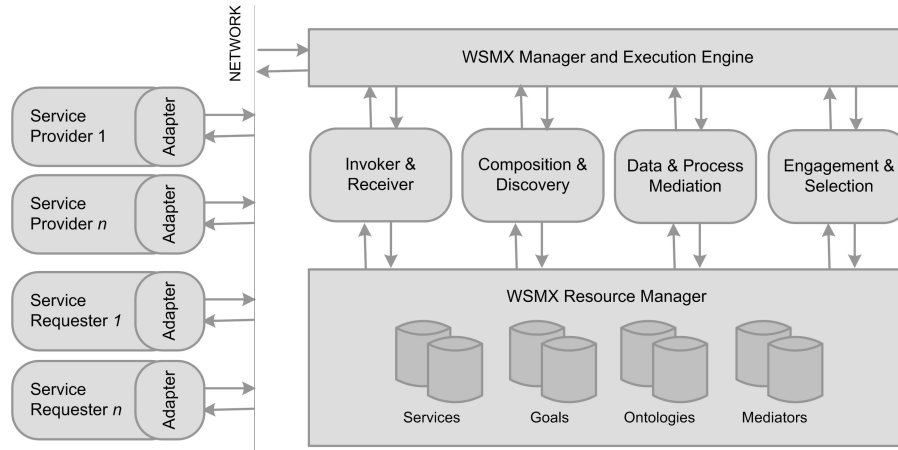 NETWORK
WSMX Manager and Execution Engine
Service
Provider 1
Adapter
Service
Provider n
Adapter
Service
Requester 1
Adapter
Service
Requester n
Adapter
Invoker &
Receiver
Composition &
Discovery
Data & Process
Mediation
Engagement &
Selection
WSMX Resource Manager
Services
Goals
Ontologies
Mediators